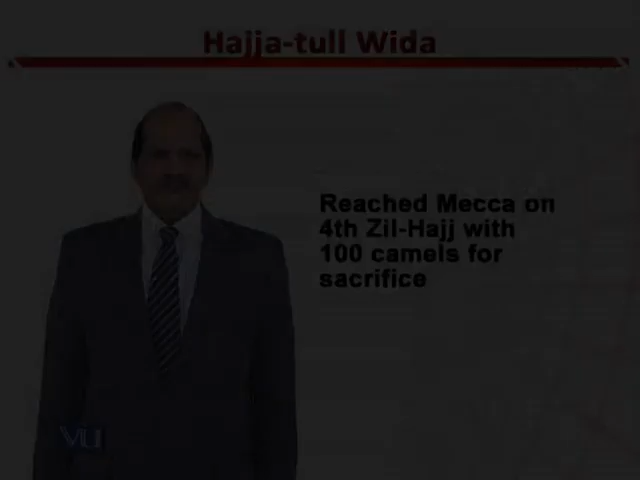 Hajja-tull Wida
Reached Mecca on
4th Zil-Hajj with
100 camels for
sacrifice
VU